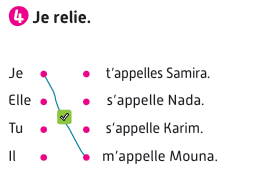 4 Je relie.
Je t'appelles Samira.
Elle s'appelle Nada.
Tu s'appelle Karim.
Il m'appelle Mouna.